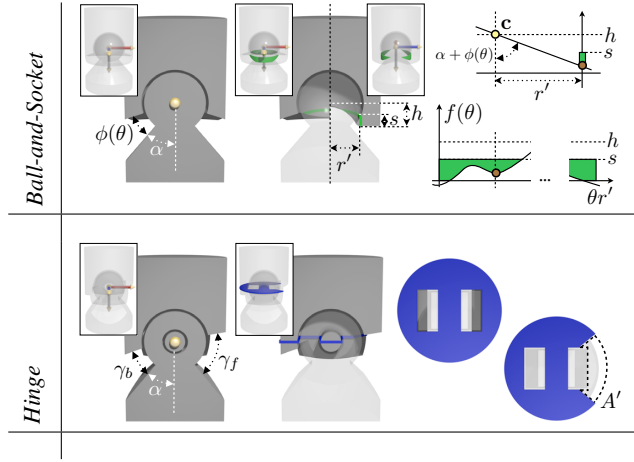 Ball-and-Socket
ϕ(θ)
α
h
s
r′
c
α + ϕ(θ)
h
s
r′
f(θ)
h
s
...
θr′
Hinge
γb
α
γf
A′